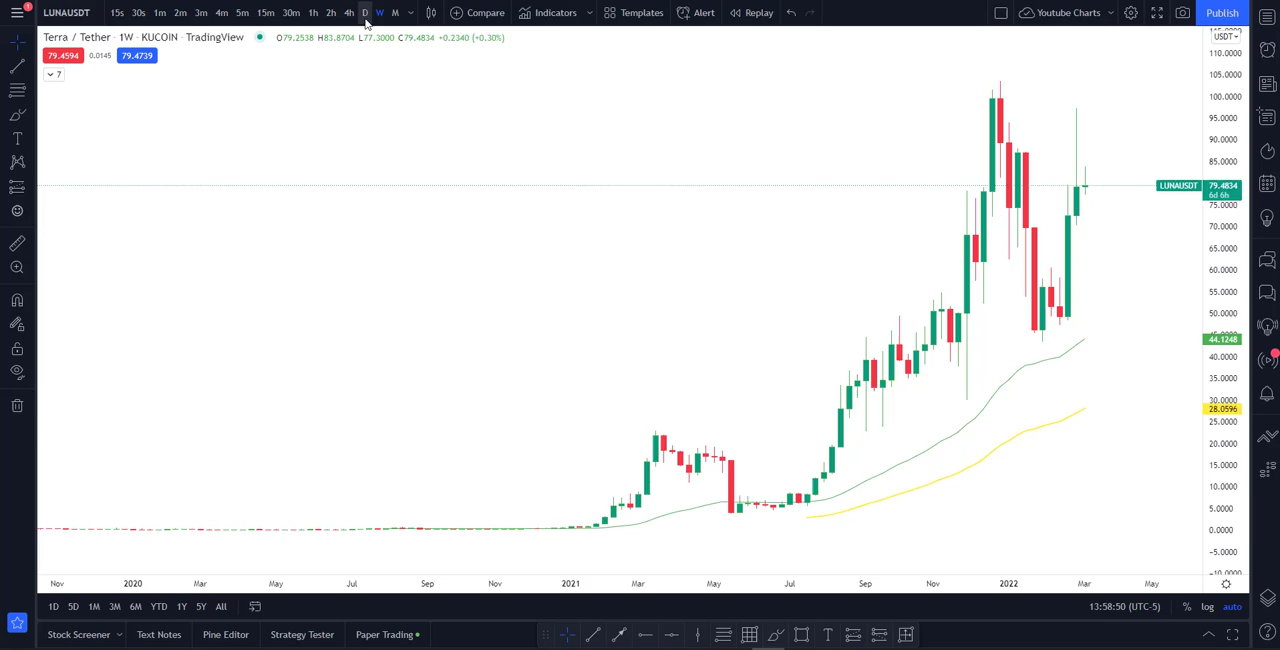 LUNAUSDT 15s 30s 1m 2m 3m 4m 5m 15m 30m 1h 2h 4h D W M Compare Indicators Templates Alert Replay Youtube Charts Publish
Terra / Tether · 1W · KUCOIN · TradingView O79.2538 H83.8704 L77.3000 C79.4834 +0.2340 (+0.30%)
USDT
79.4594 0.0145 79.4739
7
110.0000
105.0000
100.0000
95.0000
90.0000
85.0000
LUNAUSDT 79.4834
6d 6h
75.0000
70.0000
65.0000
60.0000
55.0000
50.0000
44.1248
40.0000
35.0000
30.0000
28.0596
25.0000
20.0000
15.0000
10.0000
5.0000
0.0000
−5.0000
−10.0000
Nov 2020 Mar May Jul Sep Nov 2021 Mar May Jul Sep Nov 2022 Mar May
1D 5D 1M 3M 6M YTD 1Y 5Y All 13:58:50 (UTC-5) % log auto
Stock Screener Text Notes Pine Editor Strategy Tester Paper Trading